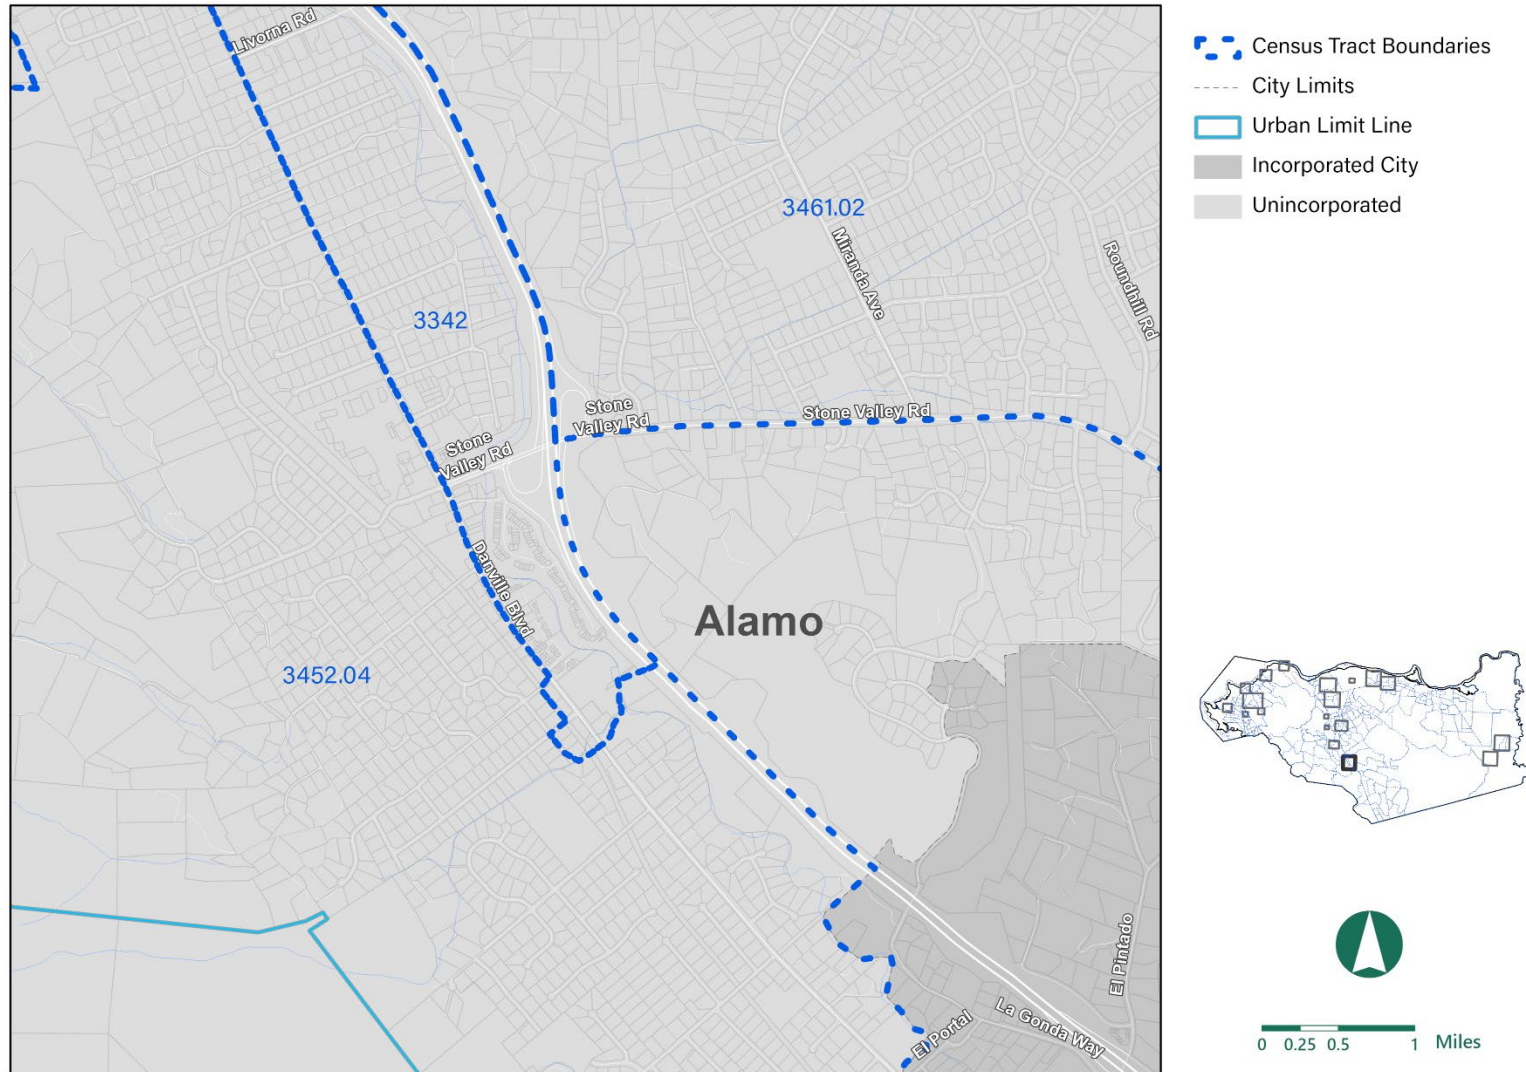 Livorna Rd
3461.02
Miranda Ave
Roundhill Rd
3342
Stone
Valley Rd
Stone Valley Rd
Stone
Valley Rd
Danville Blvd
Alamo
3452.04
El Pintado
La Gonda Way
El Portal
Census Tract Boundaries
City Limits
Urban Limit Line
Incorporated City
Unincorporated
0 0.25 0.5 1 Miles